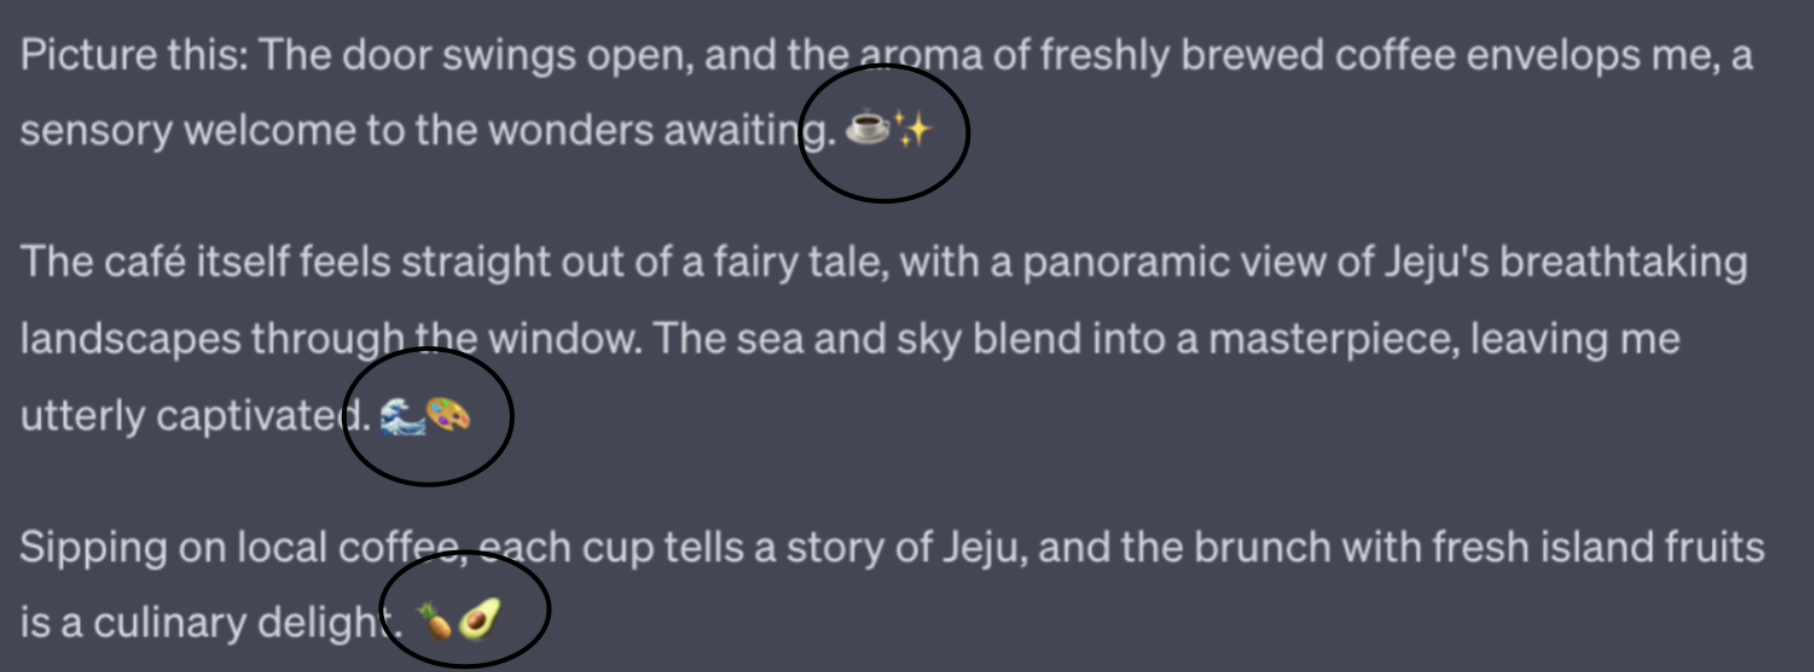 Picture this: The door swings open, and the aroma of freshly brewed coffee envelops me, a
sensory welcome to the wonders awaiting. ☕✨
The café itself feels straight out of a fairy tale, with a panoramic view of Jeju's breathtaking
landscapes through the window. The sea and sky blend into a masterpiece, leaving me
utterly captivated. 🌊🎨
Sipping on local coffee, each cup tells a story of Jeju, and the brunch with fresh island fruits
is a culinary delight. 🍍🥑